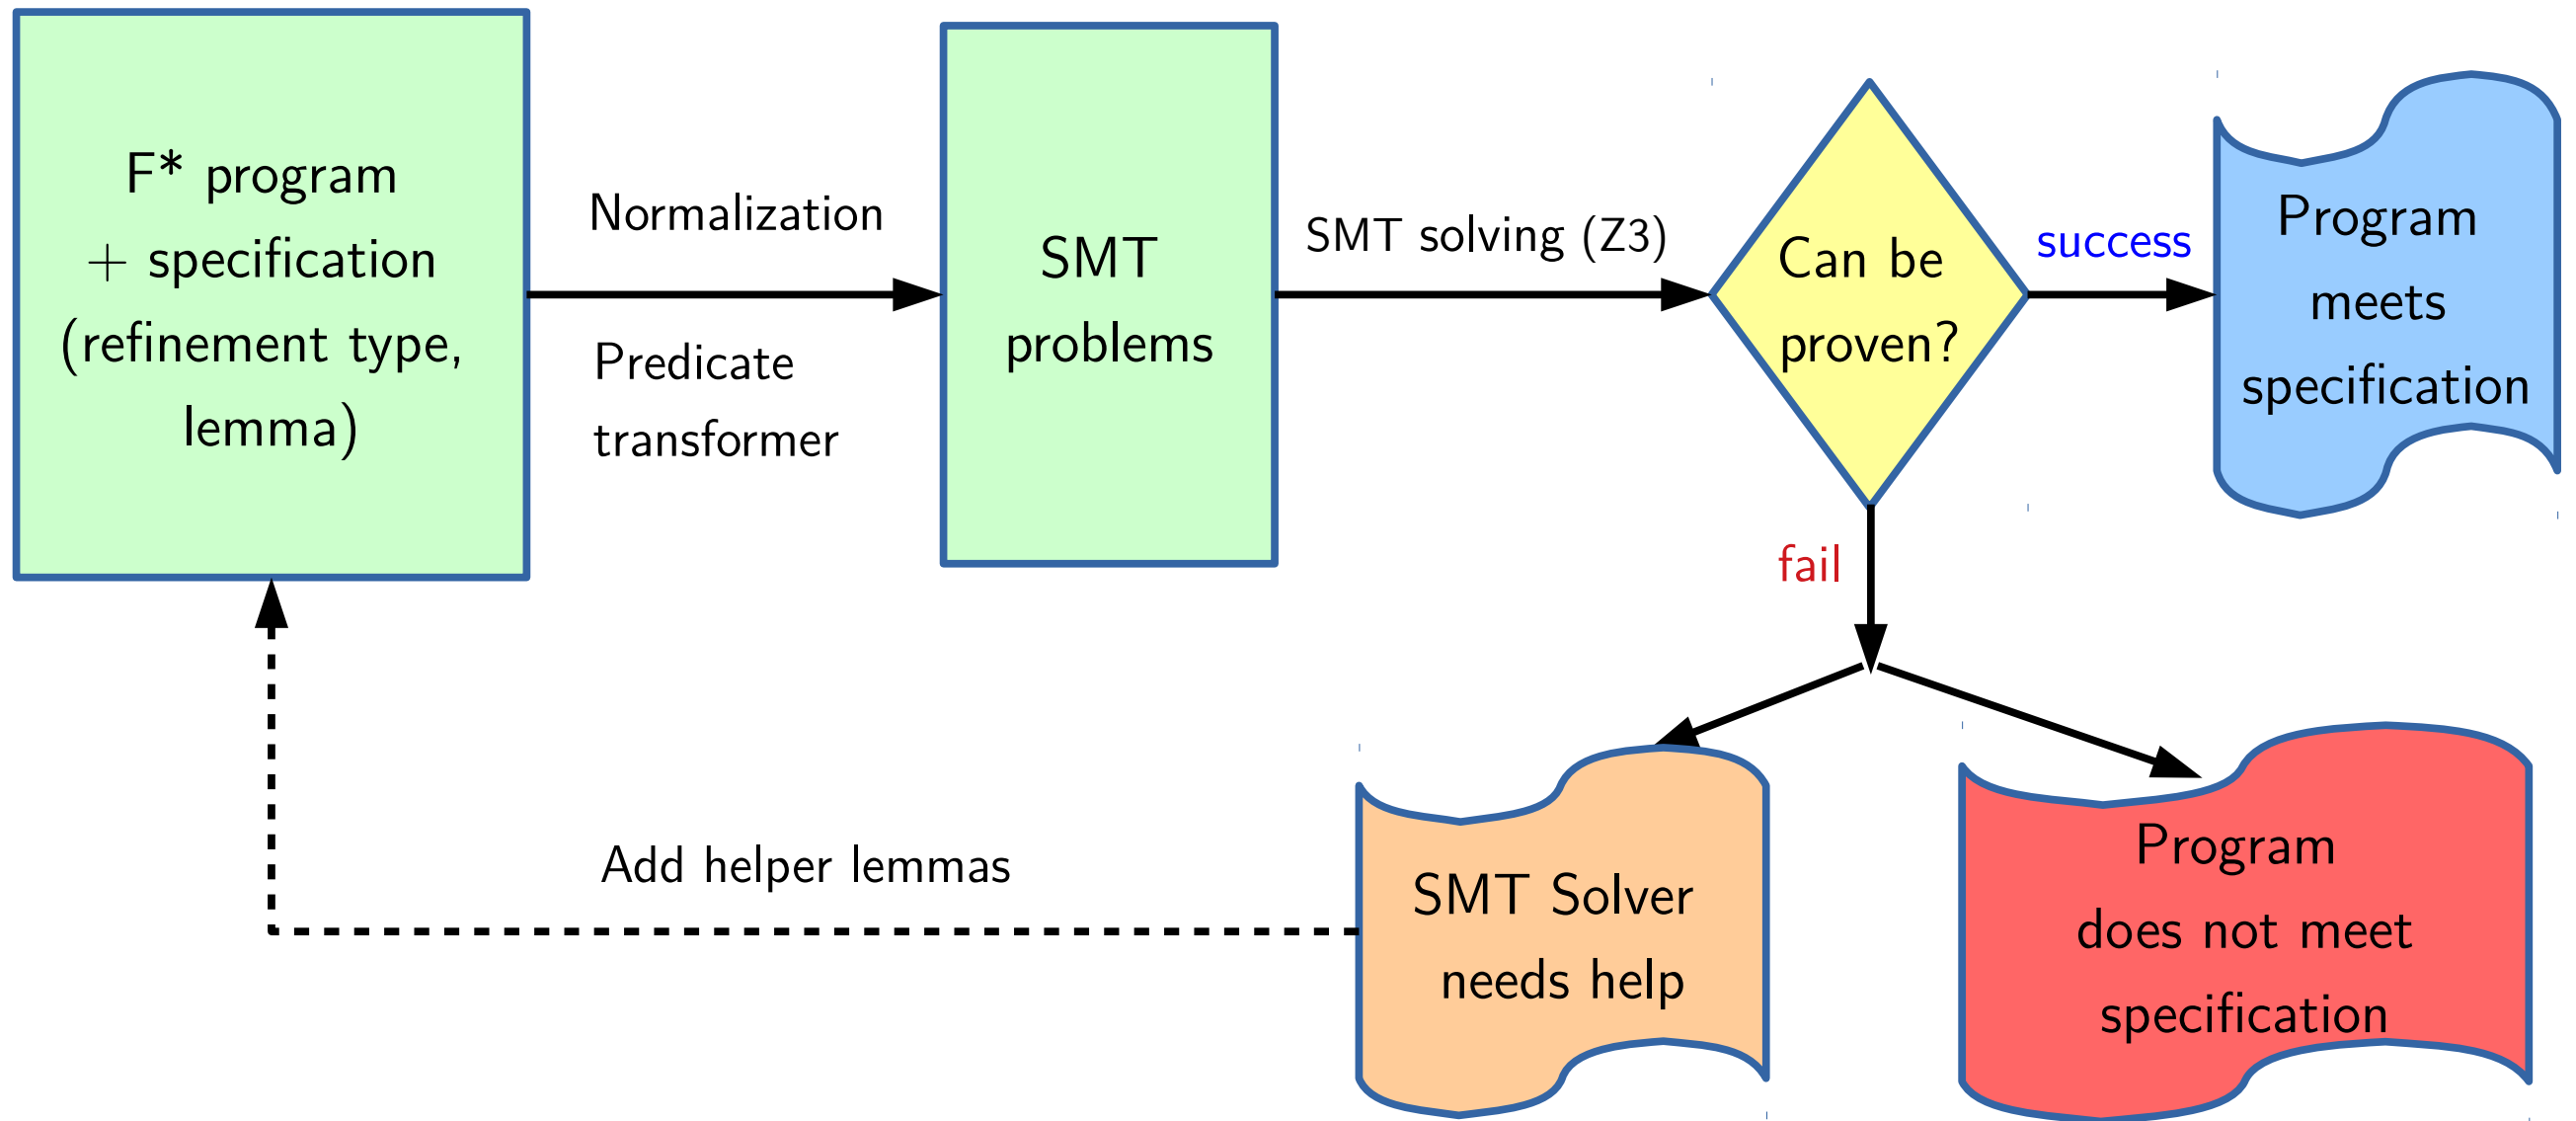 F* program
+ specification
(refinement type,
lemma)
Normalization
Predicate
transformer
SMT
problems
SMT solving (Z3)
Can be
proven?
success
Program
meets
specification
fail
Add helper lemmas
SMT Solver
needs help
Program
does not meet
specification